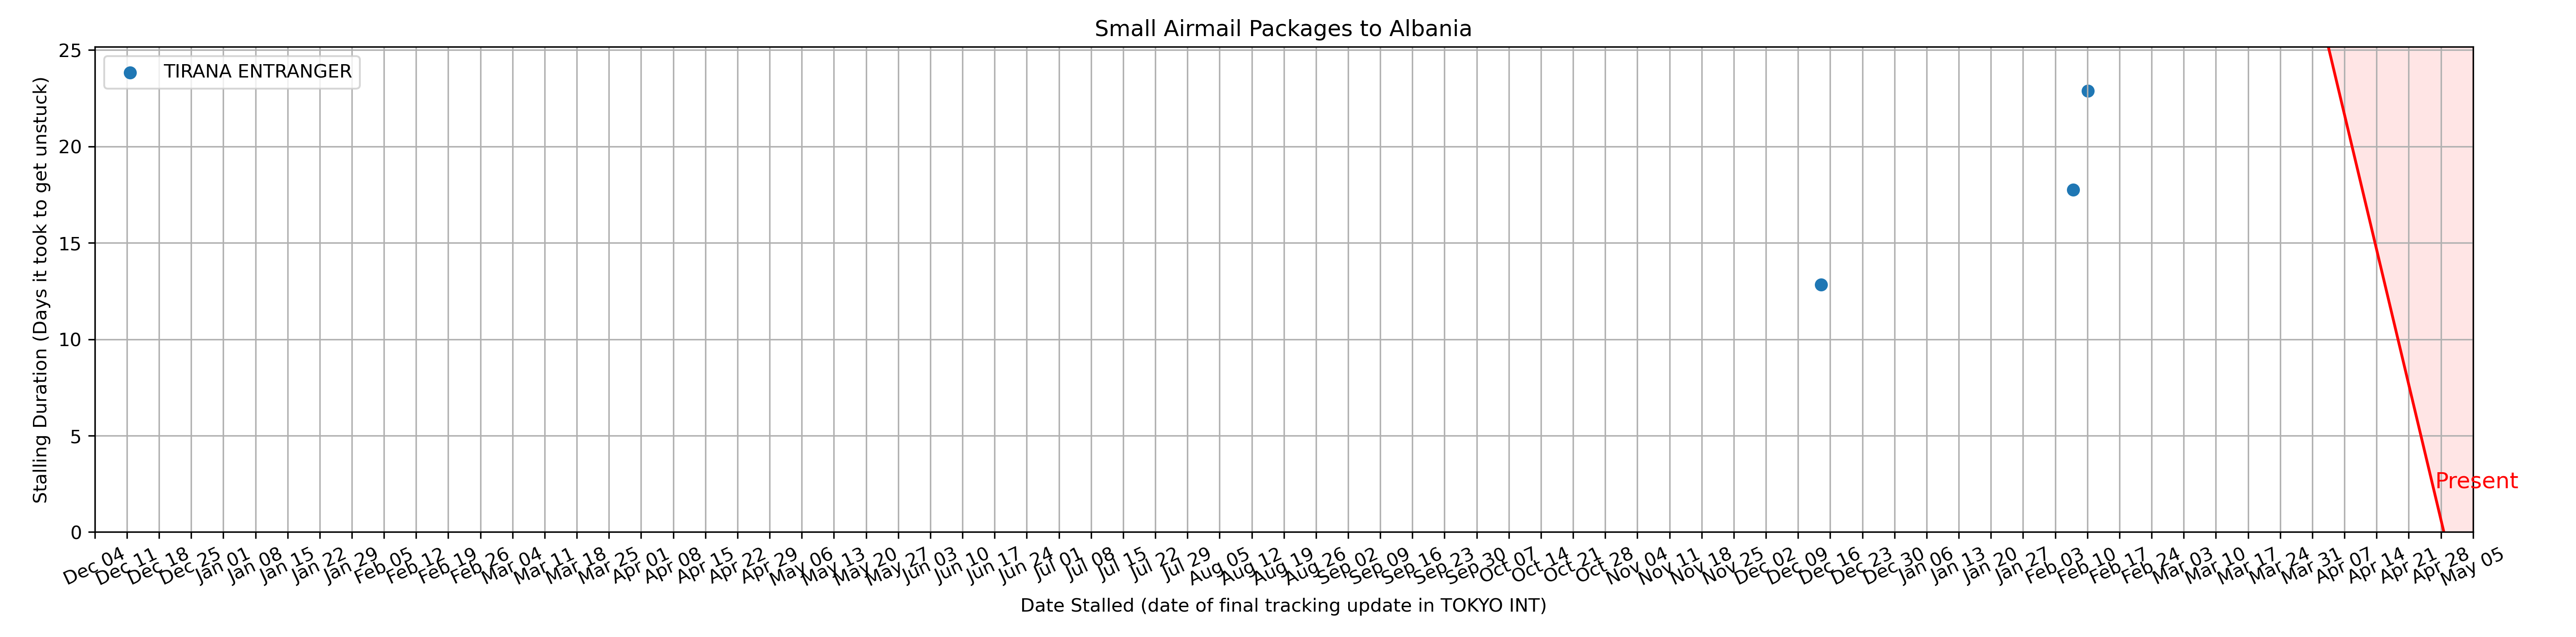 Small Airmail Packages to Albania
TIRANA ENTRANGER
Stalling Duration (Days it took to get unstuck)
25
20
15
10
5
0
Present
Dec 04
Dec 11
Dec 18
Dec 25
Jan 01
Jan 08
Jan 15
Jan 22
Jan 29
Feb 05
Feb 12
Feb 19
Feb 26
Mar 04
Mar 11
Mar 18
Mar 25
Apr 01
Apr 08
Apr 15
Apr 22
Apr 29
May 06
May 13
May 20
May 27
Jun 03
Jun 10
Jun 17
Jun 24
Jul 01
Jul 08
Jul 15
Jul 22
Jul 29
Aug 05
Aug 12
Aug 19
Aug 26
Sep 02
Sep 09
Sep 16
Sep 23
Sep 30
Oct 07
Oct 14
Oct 21
Oct 28
Nov 04
Nov 11
Nov 18
Nov 25
Dec 02
Dec 09
Dec 16
Dec 23
Dec 30
Jan 06
Jan 13
Jan 20
Jan 27
Feb 03
Feb 10
Feb 17
Feb 24
Mar 03
Mar 10
Mar 17
Mar 24
Mar 31
Apr 07
Apr 14
Apr 21
Apr 28
May 05
Date Stalled (date of final tracking update in TOKYO INT)